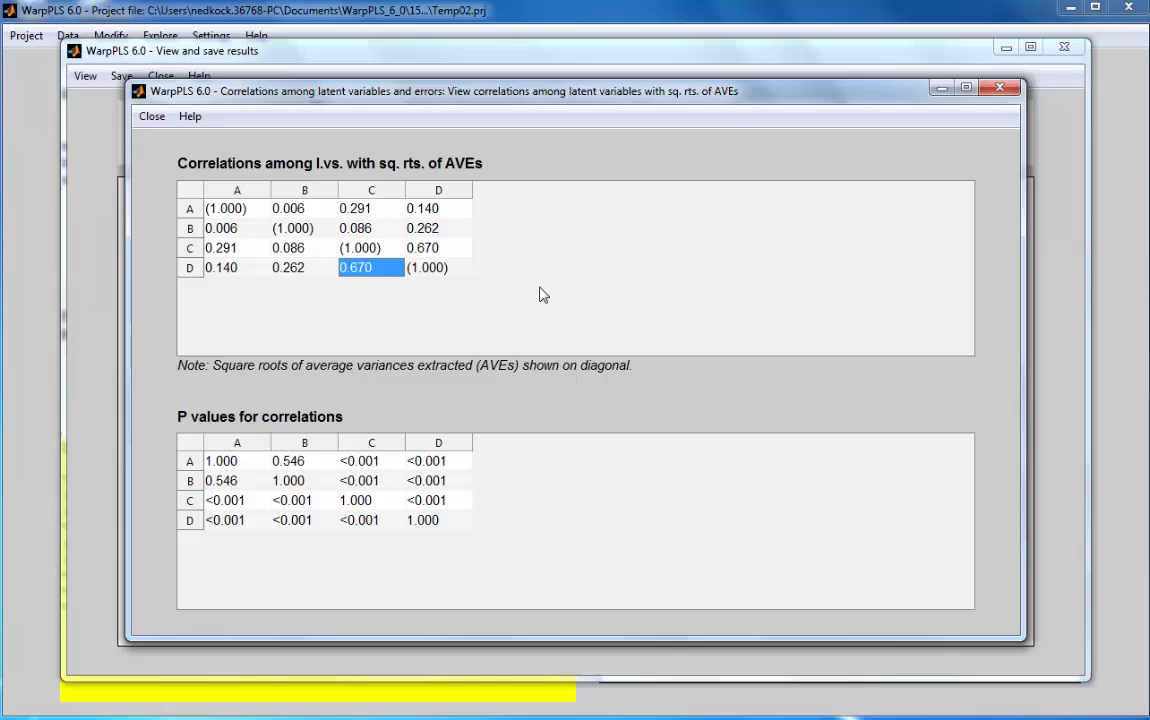 WarpPLS 6.0 - Project file: C:\Users\nedkock.36768-PC\Documents\WarpPLS_6_0\15...\Temp02.prj
Project Data Modify Explore Settings Help
WarpPLS 6.0 - View and save results
View Save Close Help
WarpPLS 6.0 - Correlations among latent variables and errors: View correlations among latent variables with sq. rts. of AVEs
Close Help
Correlations among l.vs. with sq. rts. of AVEs
A B C D
A (1.000) 0.006 0.291 0.140
B 0.006 (1.000) 0.086 0.262
C 0.291 0.086 (1.000) 0.670
D 0.140 0.262 0.670 (1.000)
Note: Square roots of average variances extracted (AVEs) shown on diagonal.
P values for correlations
A B C D
A 1.000 0.546 <0.001 <0.001
B 0.546 1.000 <0.001 <0.001
C <0.001 <0.001 1.000 <0.001
D <0.001 <0.001 <0.001 1.000